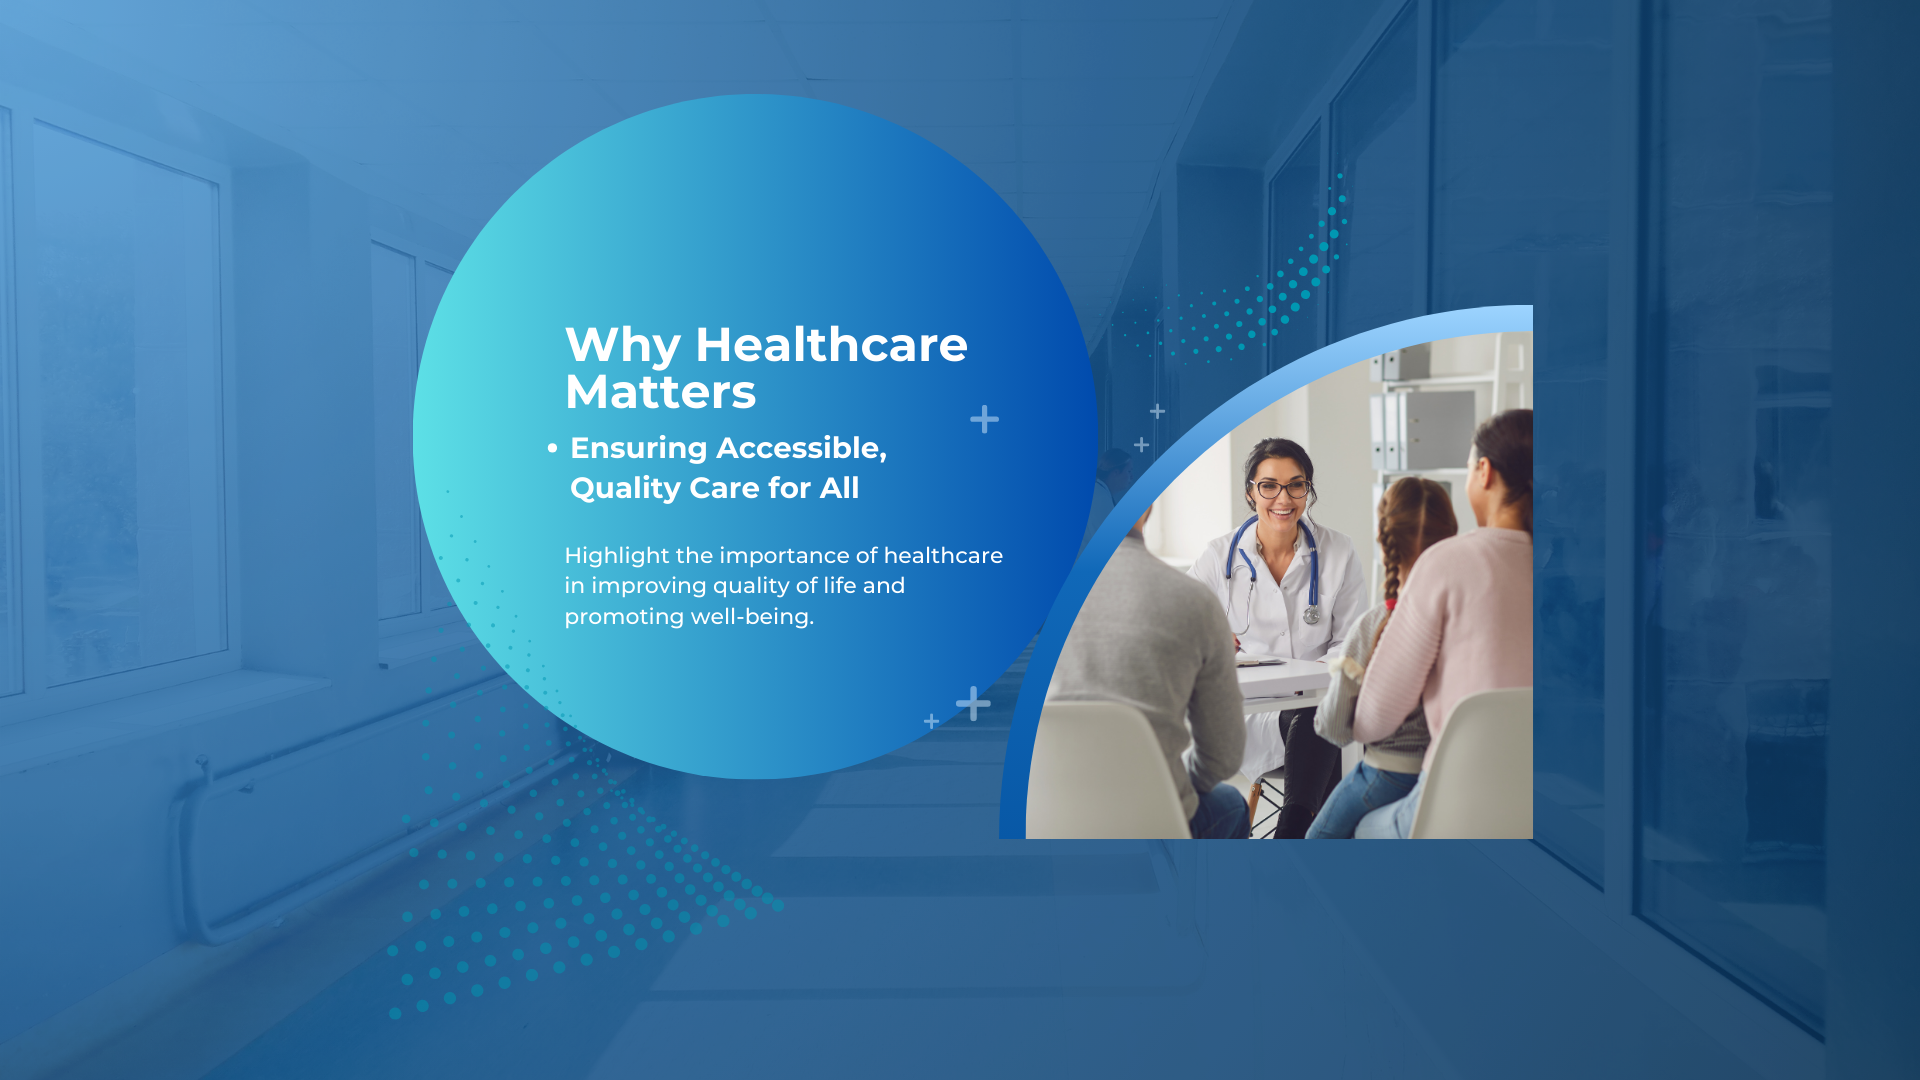 Why Healthcare
Matters
• Ensuring Accessible,
Quality Care for All
Highlight the importance of healthcare
in improving quality of life and
promoting well-being.